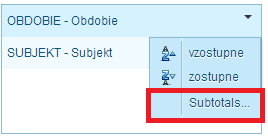 OBDOBIE - Obdobie
SUBJEKT - Subjekt
vzostupne
zostupne
Subtotals...